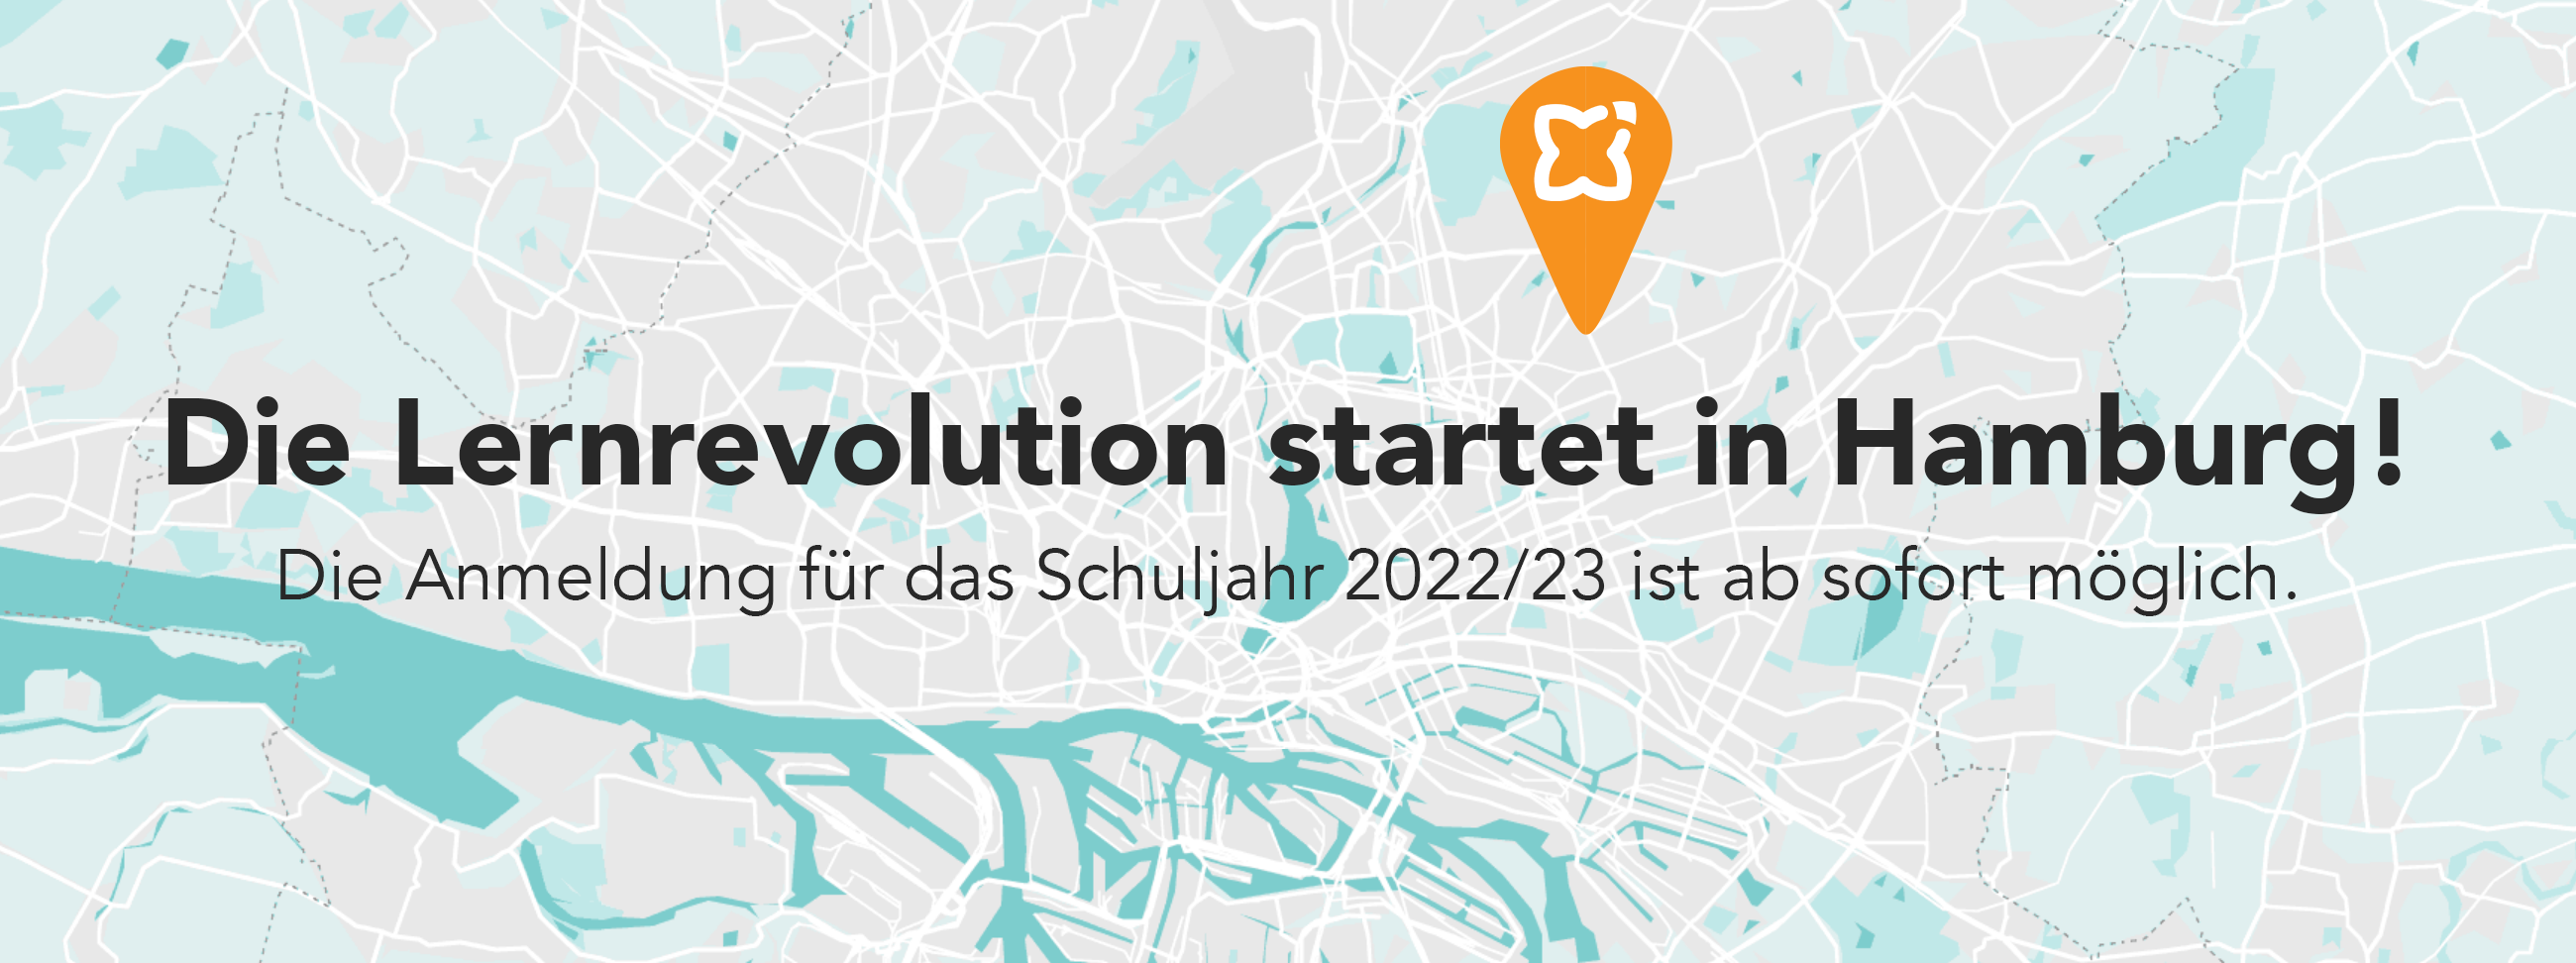 Die Lernrevolution startet in Hamburg!
Die Anmeldung für das Schuljahr 2022/23 ist ab sofort möglich.